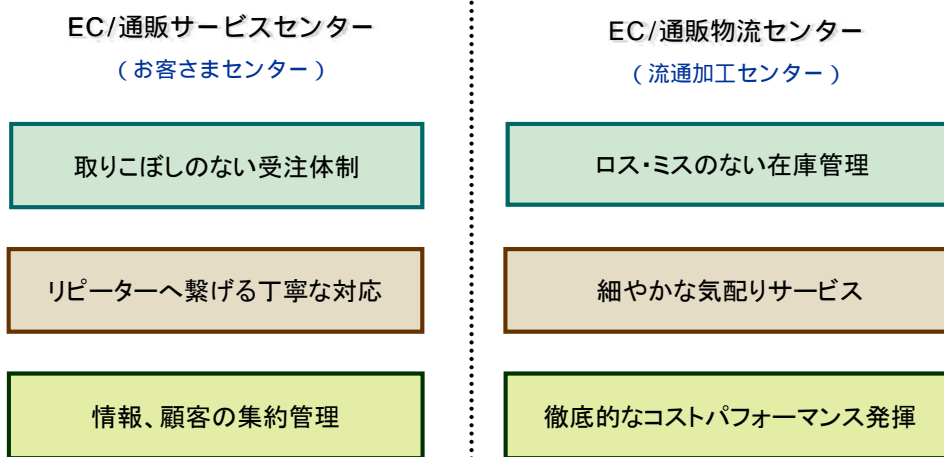 EC/通販サービスセンター
(お客さまセンター)
取りこぼしのない受注体制
リピーターへ繋げる丁寧な対応
情報、顧客の集約管理
EC/通販物流センター
(流通加工センター)
ロス・ミスのない在庫管理
細やかな気配りサービス
徹底的なコストパフォーマンス発揮